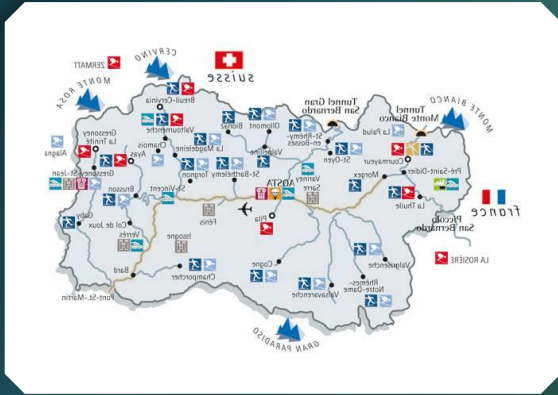 CERVINO
ZERMATT
MONTE ROSA
suisse
Breuil-Cervinia
Tunnel Gran
San Bernardo
Tunnel
Monte Bianco
MONTE BIANCO
Gressoney
La Trinité
Valtournenche
Bionaz
Ollomont
St-Rhémy-
en-Bosses
La Palud
Alagna
Chamois
Ayas
La Magdeleine
Valpelline
St-Oyen
Courmayeur
Gressoney-St-Jean
Torgnon
St-Barthélemy
Morgex
Pré-Saint-Didier
Brusson
St-Vincent
AOSTA
Sarre
La Thuile
france
Gaby
Col de Joux
Fénis
Pila
Piccolo
San Bernardo
Verrès
Issogne
LA ROSIÈRE
Bard
Champorcher
Cogne
Valgrisenche
Rhêmes-
Notre-Dame
Valsavarenche
Pont-St-Martin
GRAN PARADISO